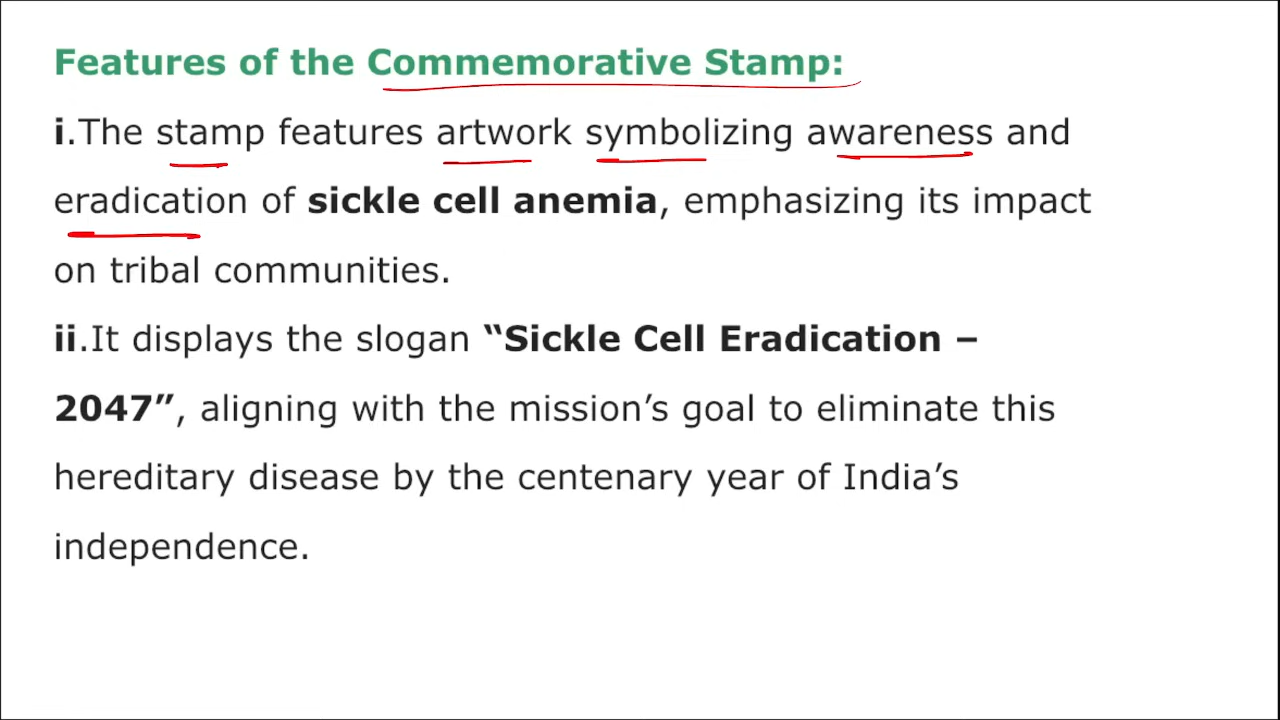 Features of the Commemorative Stamp:
i.The stamp features artwork symbolizing awareness and
eradication of sickle cell anemia, emphasizing its impact
on tribal communities.
ii.It displays the slogan “Sickle Cell Eradication –
2047”, aligning with the mission’s goal to eliminate this
hereditary disease by the centenary year of India’s
independence.